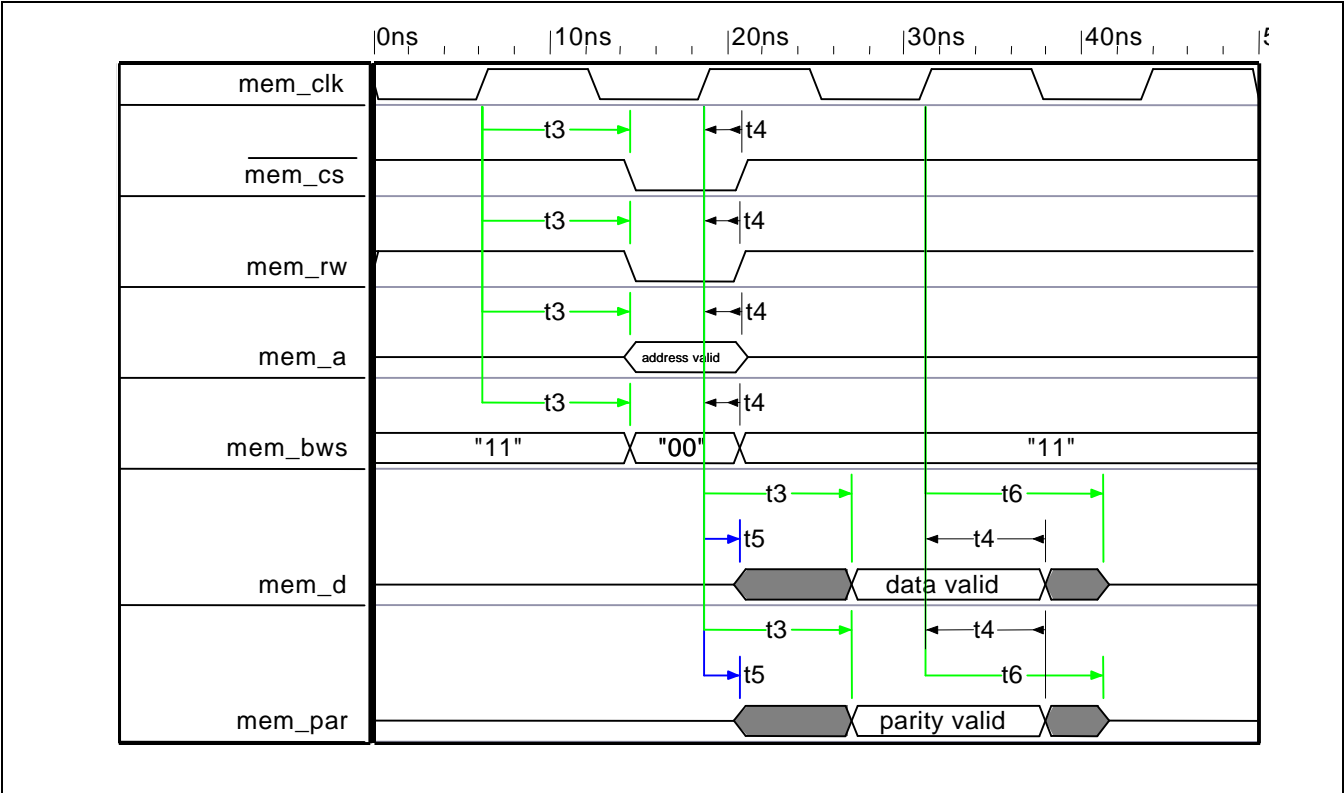 0ns 10ns 20ns 30ns 40ns
mem_clk
t3 t4
mem_cs
t3 t4
mem_rw
t3 t4
mem_a address valid
t3 t4
mem_bws "11" "00" "11"
t3 t6
t5 t4
mem_d data valid
t3 t4
t5 t6
mem_par parity valid